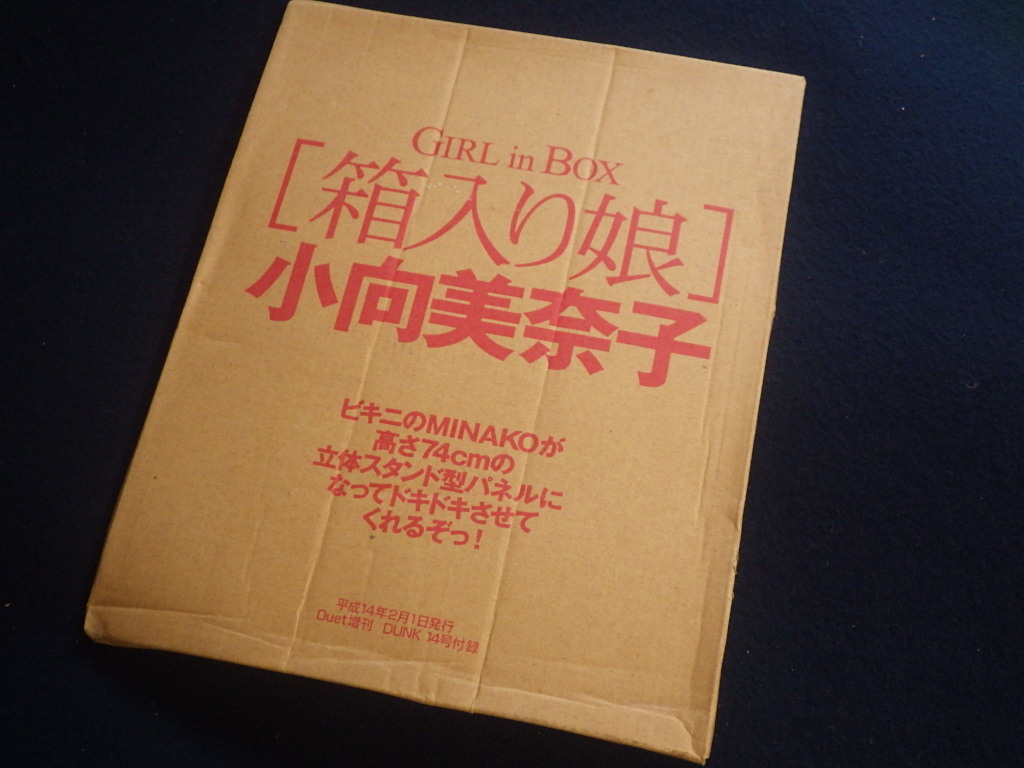 GIRL in BOX
[箱入り娘]
小向美奈子
ビキニのMINAKOが
高さ74cmの
立体スタンド型パネルに
なってドキドキさせて
くれるぞっ!
平成14年2月1日発行
Duet増刊 DUNK 14号付録